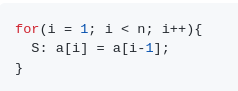 for(i = 1; i < n; i++){
  S: a[i] = a[i-1];
}